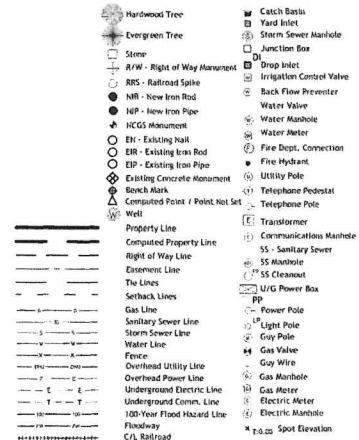 Hardwood Tree
Evergreen Tree
Stone
R/W - Right of Way Monument
RRS - Railroad Spike
NIR - New Iron Rod
NIP - New Iron Pipe
NCGS Monument
EN - Existing Nail
EIR - Existing Iron Rod
EIP - Existing Iron Pipe
Existing Concrete Monument
Bench Mark
Computed Point / Point Not Set
W Well
Property Line
Computed Property Line
Right of Way Line
Easement Line
Tie Lines
Setback Lines
G G Gas Line
Sanitary Sewer Line
S S Storm Sewer Line
W W Water Line
X X Fence
OHU OHU Overhead Utility Line
P P Overhead Power Line
E E Underground Electric Line
T T Underground Comm. Line
100 100 100-Year Flood Hazard Line
FW FW Floodway
C/L Railroad
Catch Basin
Yard Inlet
Storm Sewer Manhole
Junction Box
DI
Drop Inlet
Irrigation Control Valve
Back Flow Preventer
Water Valve
Water Manhole
Water Meter
Fire Dept. Connection
Fire Hydrant
Utility Pole
Telephone Pedestal
Telephone Pole
E Transformer
Communications Manhole
SS - Sanitary Sewer
SS Manhole
SS Cleanout
U/G Power Box
PP
Power Pole
LP
Light Pole
Guy Pole
Gas Valve
Guy Wire
Gas Manhole
Gas Meter
Electric Meter
Electric Manhole
Spot Elevation